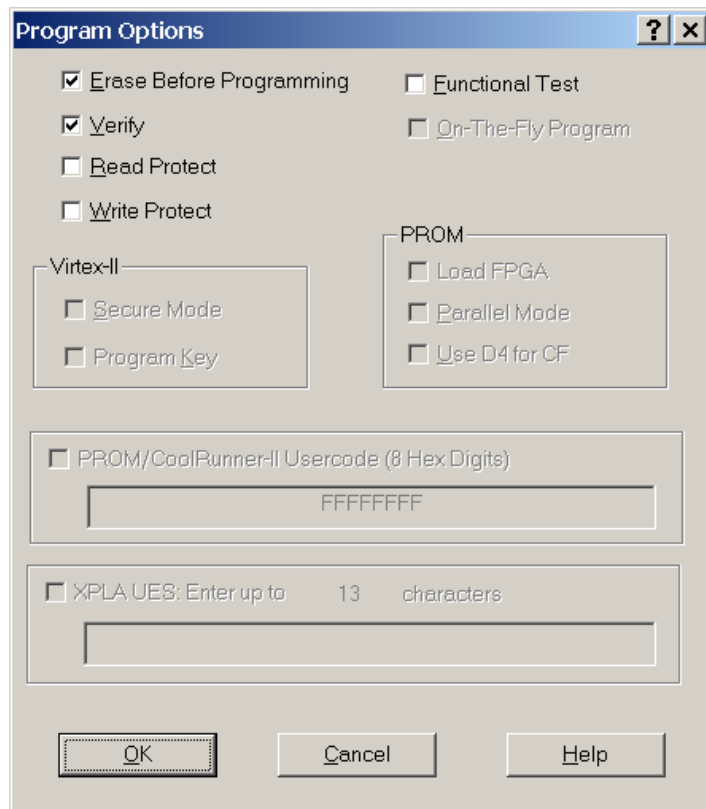 Program Options
Erase Before Programming
Functional Test
Verify
On-The-Fly Program
Read Protect
Write Protect
PROM
Virtex-II
Load FPGA
Secure Mode
Parallel Mode
Program Key
Use D4 for CF
PROM/CoolRunner-II Usercode (8 Hex Digits)
FFFFFFFF
XPLA UES: Enter up to 13 characters
OK Cancel Help